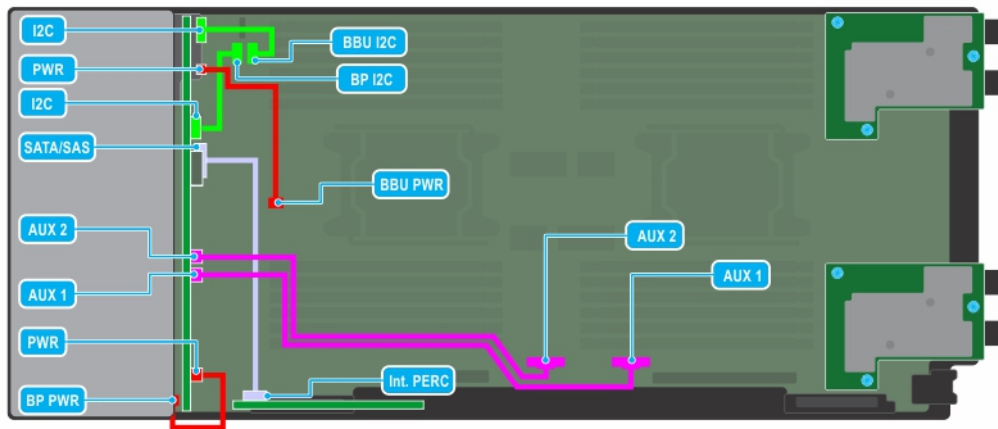 I2C
PWR
I2C
SATA/SAS
AUX 2
AUX 1
PWR
BP PWR
BBU I2C
BP I2C
BBU PWR
AUX 2
AUX 1
Int. PERC